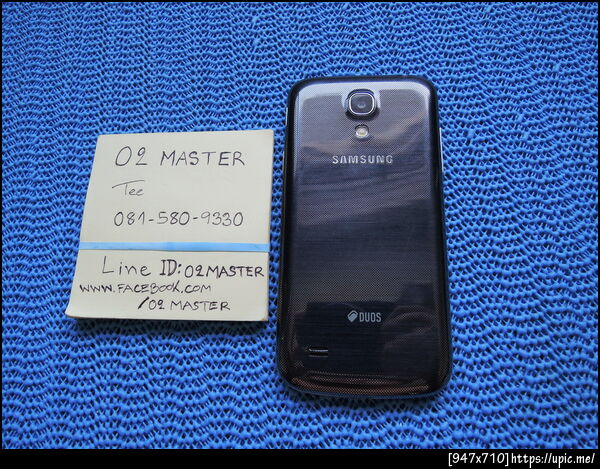 O2 MASTER
Tee
081-580-9330
Line ID: O2MASTER
WWW.FACEBOOK.COM
/O2 MASTER
SAMSUNG
DUOS
[947x710]https://upic.me/